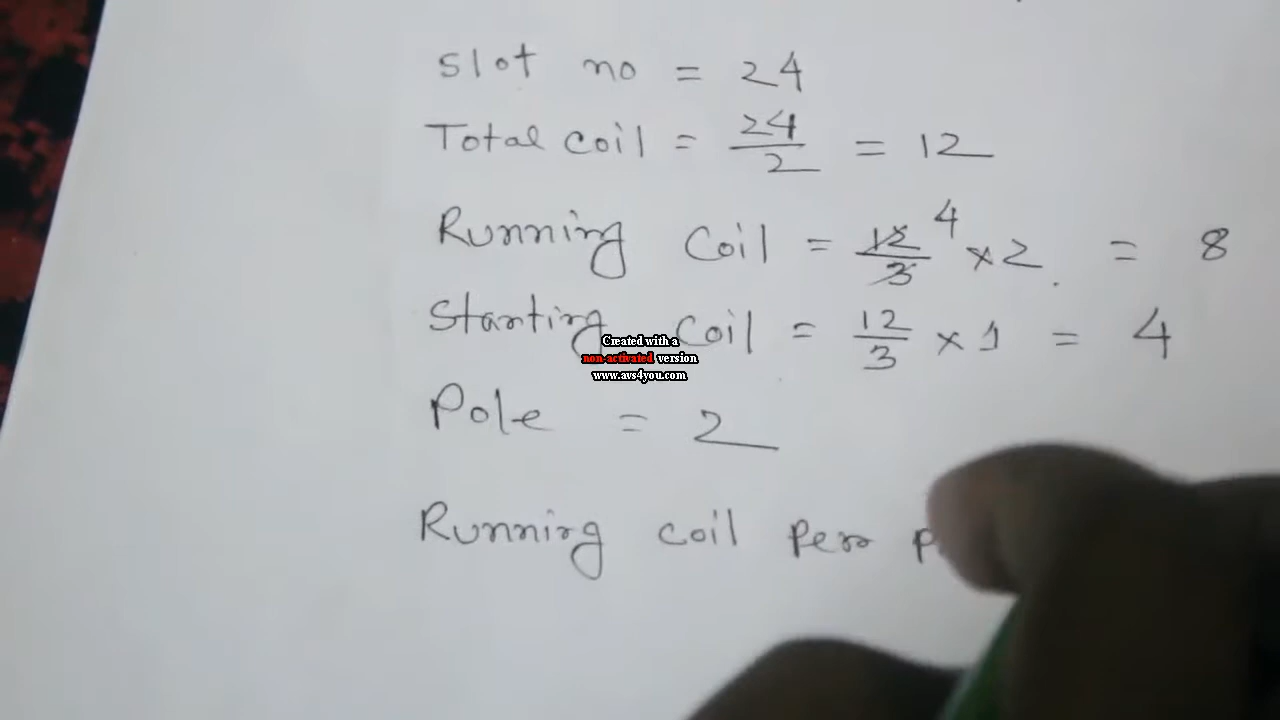 Slot no = 24
Total coil = 24/2 = 12
Running Coil = 12/3 4 × 2 = 8
Starting Coil = 12/3 × 1 = 4
Created with a
non-activated version
www.avs4you.com
Pole = 2
Running coil Per